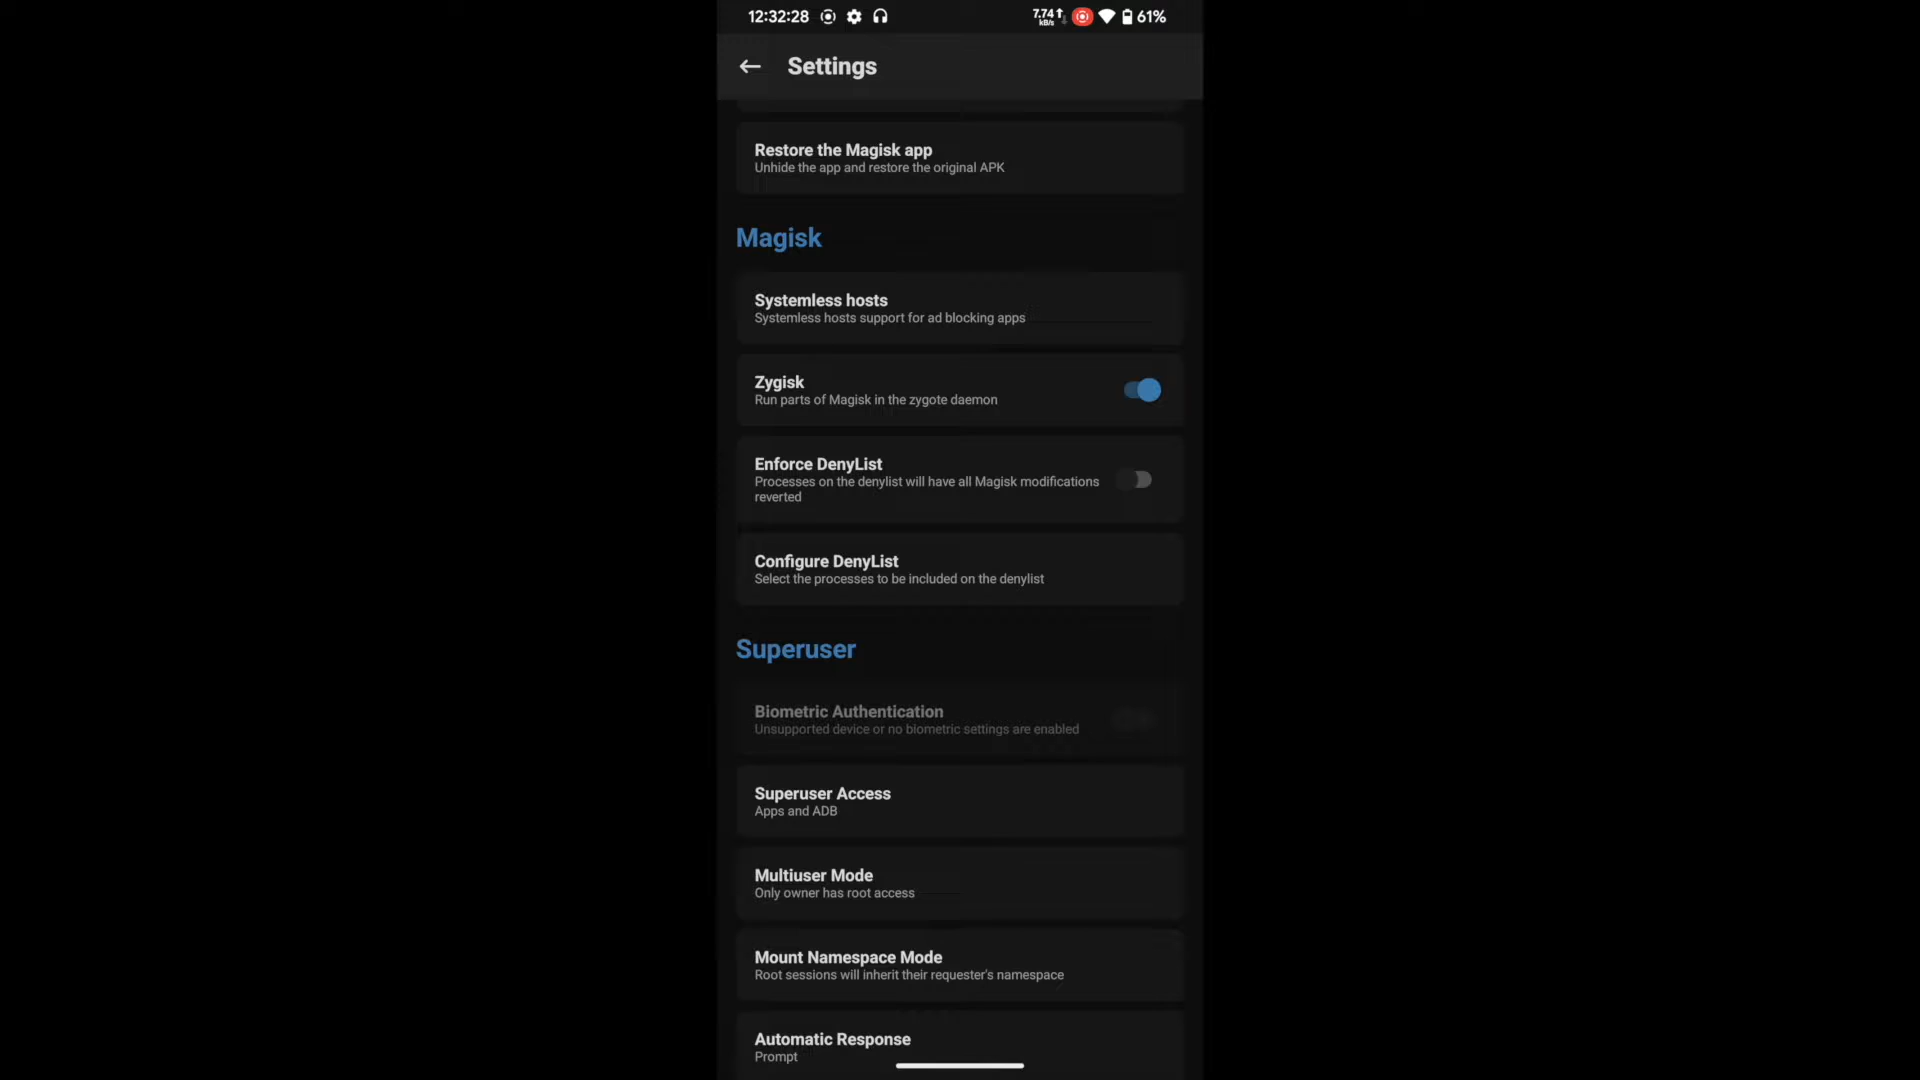 12:32:28
7.74
kB/s
61%
Settings
Restore the Magisk app
Unhide the app and restore the original APK
Magisk
Systemless hosts
Systemless hosts support for ad blocking apps
Zygisk
Run parts of Magisk in the zygote daemon
Enforce DenyList
Processes on the denylist will have all Magisk modifications
reverted
Configure DenyList
Select the processes to be included on the denylist
Superuser
Biometric Authentication
Unsupported device or no biometric settings are enabled
Superuser Access
Apps and ADB
Multiuser Mode
Only owner has root access
Mount Namespace Mode
Root sessions will inherit their requester's namespace
Automatic Response
Prompt